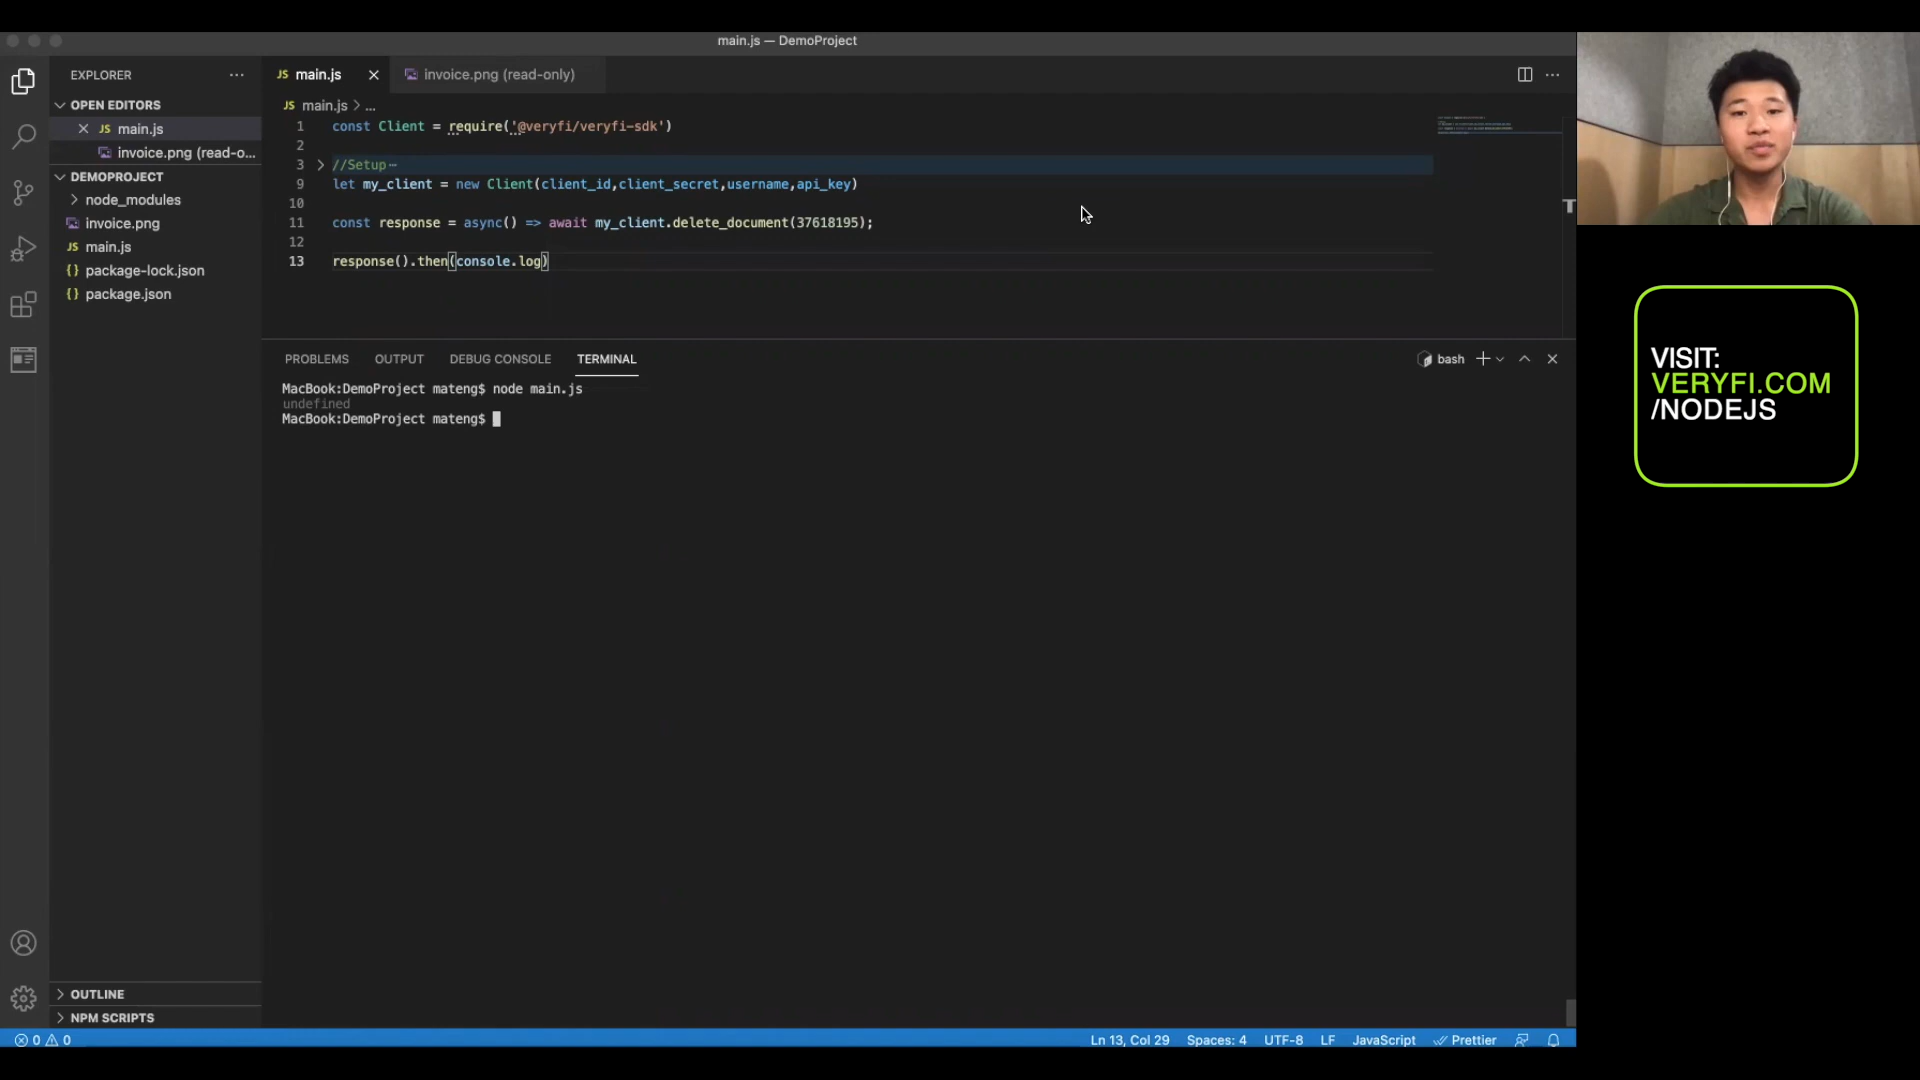 main.js — DemoProject
EXPLORER
OPEN EDITORS
JS main.js
invoice.png (read-o...
DEMOPROJECT
node_modules
invoice.png
JS main.js
{} package-lock.json
{} package.json
OUTLINE
NPM SCRIPTS
JS main.js
invoice.png (read-only)
JS main.js > ...
1 const Client = require('@veryfi/veryfi-sdk')
2
3 //Setup⋯
9 let my_client = new Client(client_id,client_secret,username,api_key)
10
11 const response = async() => await my_client.delete_document(37618195);
12
13 response().then(console.log)
PROBLEMS OUTPUT DEBUG CONSOLE TERMINAL
bash
MacBook:DemoProject mateng$ node main.js
undefined
MacBook:DemoProject mateng$
0 0
Ln 13, Col 29 Spaces: 4 UTF-8 LF JavaScript Prettier
VISIT:
VERYFI.COM
/NODEJS